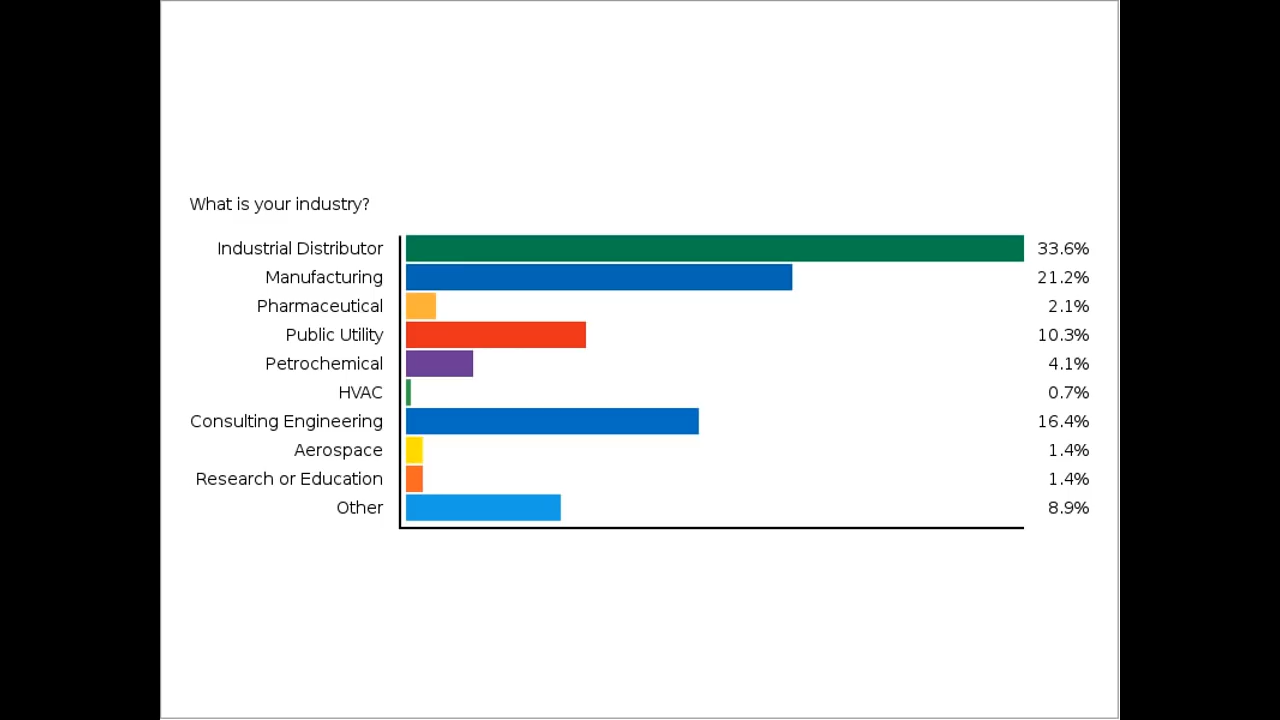 What is your industry?
Industrial Distributor 33.6%
Manufacturing 21.2%
Pharmaceutical 2.1%
Public Utility 10.3%
Petrochemical 4.1%
HVAC 0.7%
Consulting Engineering 16.4%
Aerospace 1.4%
Research or Education 1.4%
Other 8.9%